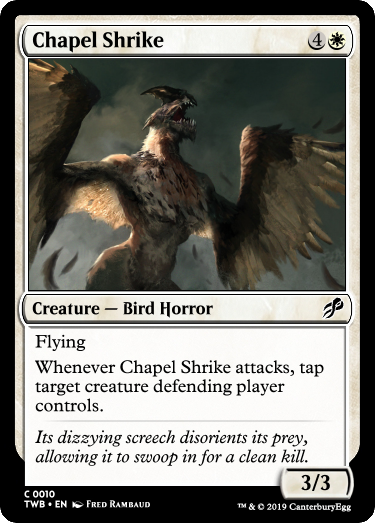 Chapel Shrike 4
Creature — Bird Horror
Flying
Whenever Chapel Shrike attacks, tap
target creature defending player
controls.
Its dizzying screech disorients its prey,
allowing it to swoop in for a clean kill.
3/3
C 0010
TWB • EN FRED RAMBAUD
™ & © 2019 CanterburyEgg